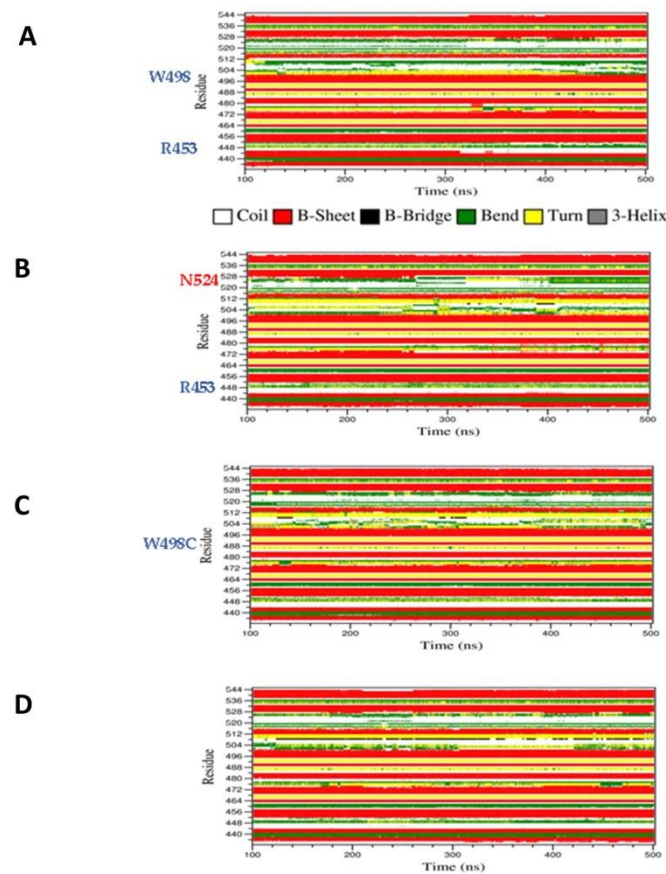 A
W498
R453
Residue
544
536
528
520
512
504
496
488
480
472
464
456
448
440
100 200 300 400 500
Time (ns)
Coil B-Sheet B-Bridge Bend Turn 3-Helix
B
N524
R453
Residue
544
536
528
520
512
504
496
488
480
472
464
456
448
440
100 200 300 400 500
Time (ns)
C
W498C
Residue
544
536
528
520
512
504
496
488
480
472
464
456
448
440
100 200 300 400 500
Time (ns)
D
Residue
544
536
528
520
512
504
496
488
480
472
464
456
448
440
100 200 300 400 500
Time (ns)